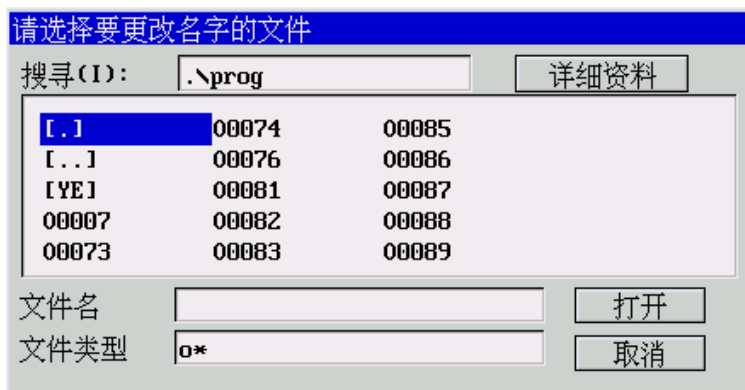 请选择要更改名字的文件
搜寻(I): .\prog 详细资料
[.] 00074 00085
[..] 00076 00086
[YE] 00081 00087
00007 00082 00088
00073 00083 00089
文件名 打开
文件类型 o* 取消